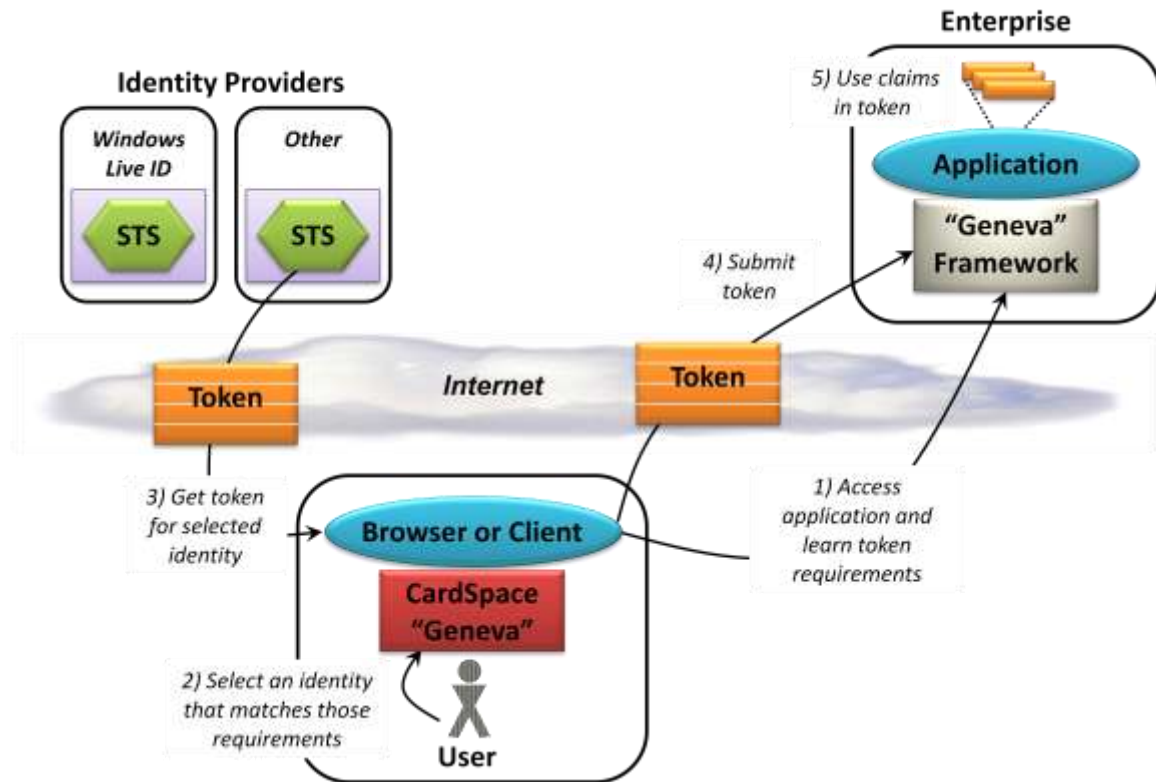 Enterprise
Identity Providers
Windows
Live ID
STS
Other
STS
5) Use claims
in token
Application
“Geneva”
Framework
4) Submit
token
Token
Internet
Token
3) Get token
for selected
identity
Browser or Client
CardSpace
“Geneva”
1) Access
application and
learn token
requirements
2) Select an identity
that matches those
requirements
User